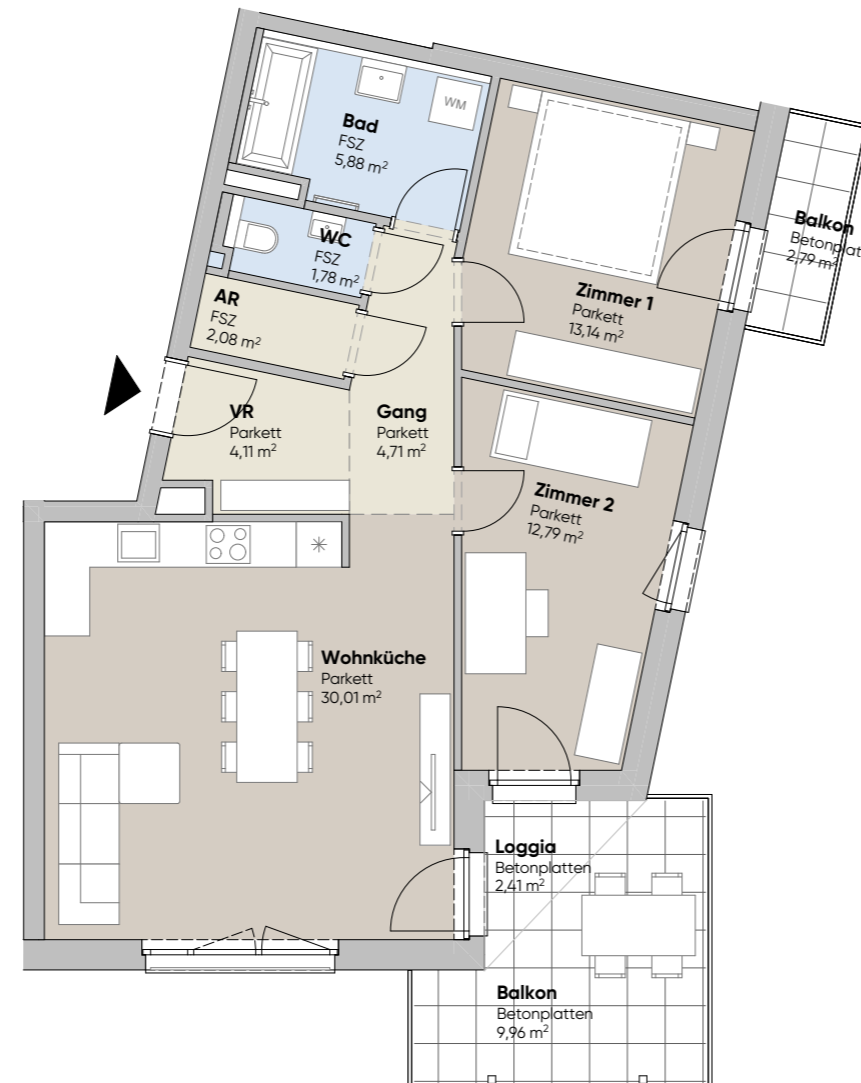 Bad
FSZ
5,88 m²
WM
WC
FSZ
1,78 m²
AR
FSZ
2,08 m²
VR
Parkett
4,11 m²
Gang
Parkett
4,71 m²
Zimmer 1
Parkett
13,14 m²
Balkon
Betonplat
2,79 m²
Zimmer 2
Parkett
12,79 m²
Wohnküche
Parkett
30,01 m²
Loggia
Betonplatten
2,41 m²
Balkon
Betonplatten
9,96 m²